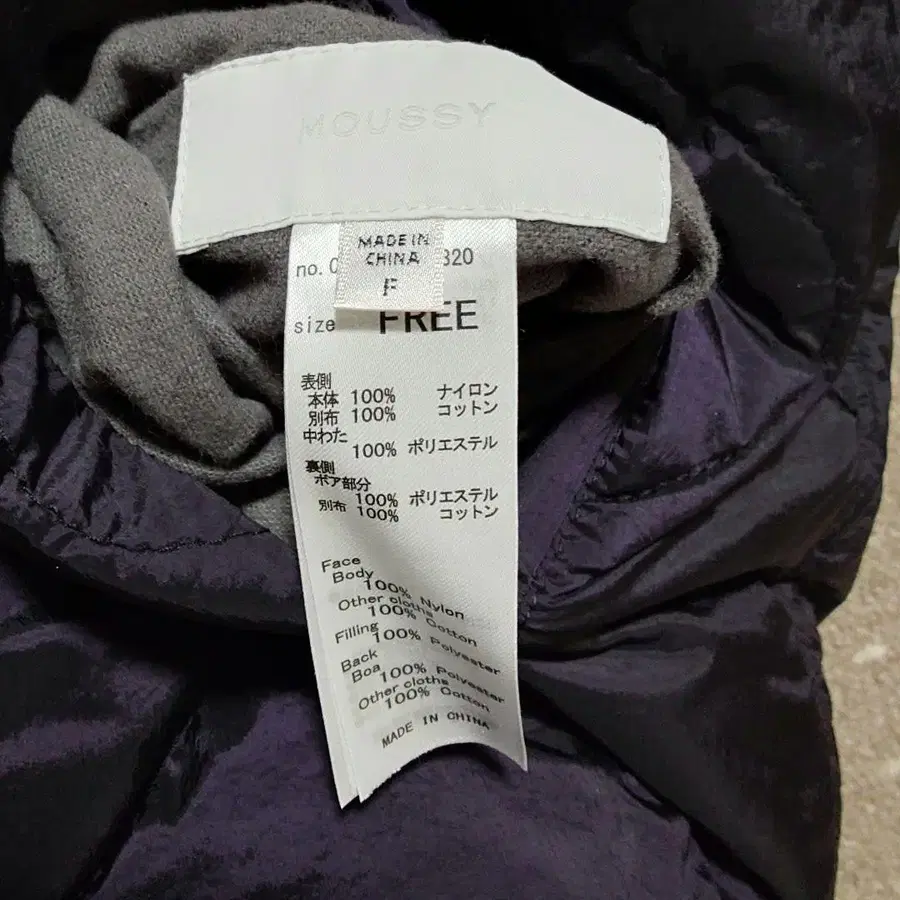 MOUSSY
MADE IN
CHINA
F
no. 0 320
size FREE
表側
本体 100% ナイロン
別布 100% コットン
中わた
100% ポリエステル
裏側
ボア部分
100% ポリエステル
別布 100% コットン
Face
Body
100% Nylon
Other cloths
100% Cotton
Filling
100% Polyester
Back
Boa
100% Polyester
Other cloths
100% Cotton
MADE IN CHINA